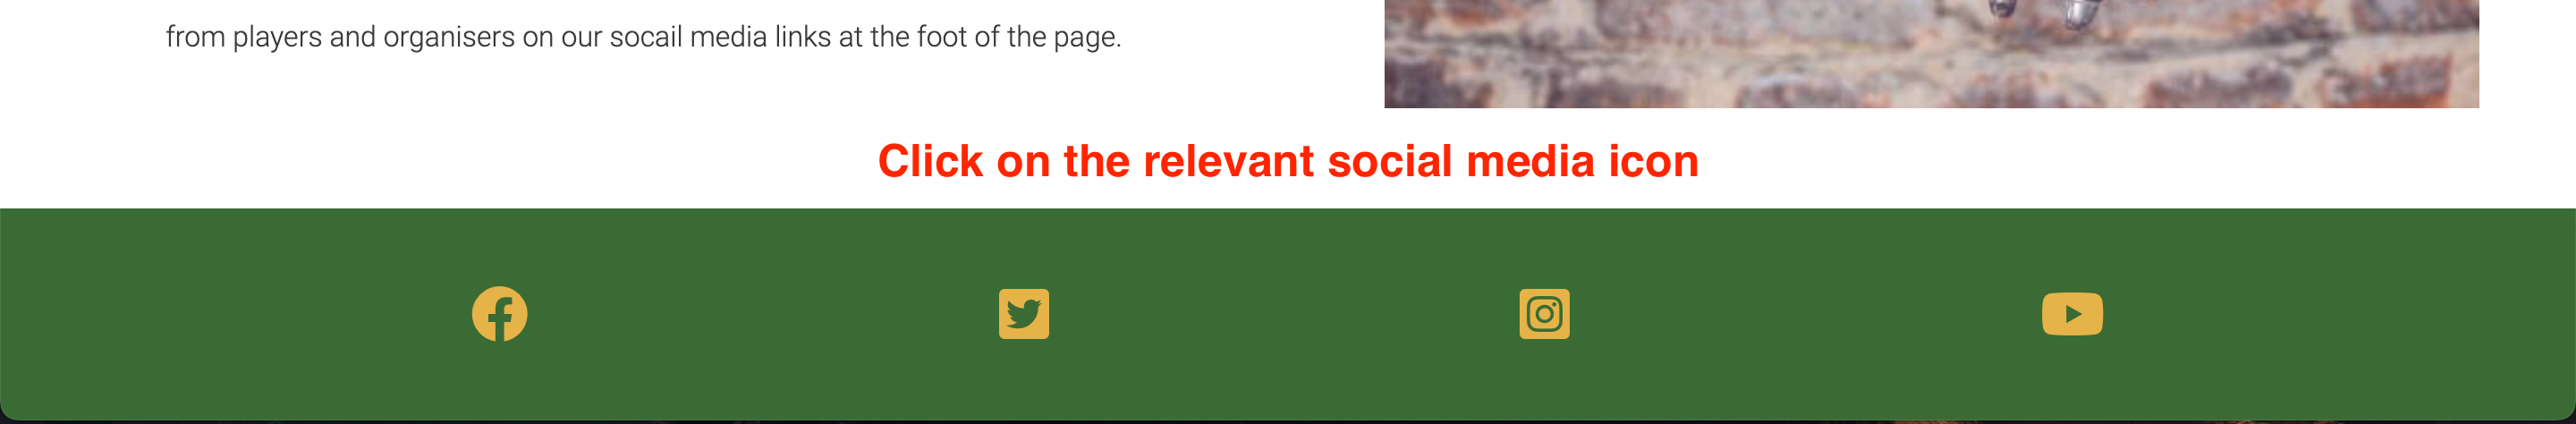 from players and organisers on our socail media links at the foot of the page.
Click on the relevant social media icon